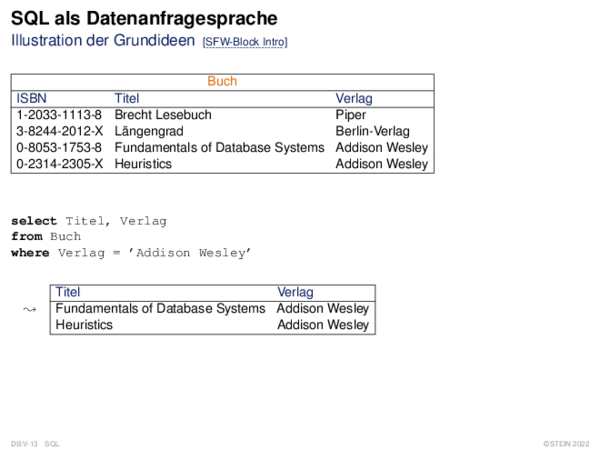 SQL als Datenanfragesprache
Illustration der Grundideen [SFW-Block Intro]
Buch
ISBN Titel Verlag
1-2033-1113-8 Brecht Lesebuch Piper
3-8244-2012-X Längengrad Berlin-Verlag
0-8053-1753-8 Fundamentals of Database Systems Addison Wesley
0-2314-2305-X Heuristics Addison Wesley
select Titel, Verlag
from Buch
where Verlag = ’Addison Wesley’
Titel Verlag
↝ Fundamentals of Database Systems Addison Wesley
Heuristics Addison Wesley
DB:V-13 SQL ©STEIN 2022